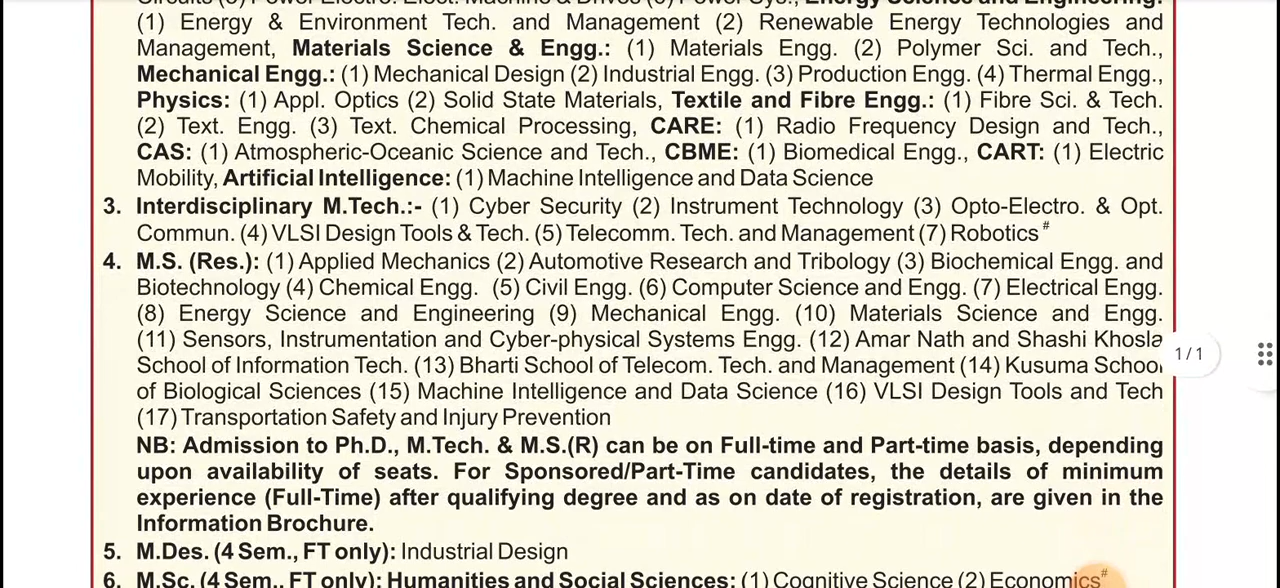 Circuits (5) Power Electro. Elect. Machine & Drives (6) Power Sys., Energy Science and Engineering:
(1) Energy & Environment Tech. and Management (2) Renewable Energy Technologies and
Management, Materials Science & Engg.: (1) Materials Engg. (2) Polymer Sci. and Tech.,
Mechanical Engg.: (1) Mechanical Design (2) Industrial Engg. (3) Production Engg. (4) Thermal Engg.,
Physics: (1) Appl. Optics (2) Solid State Materials, Textile and Fibre Engg.: (1) Fibre Sci. & Tech.
(2) Text. Engg. (3) Text. Chemical Processing, CARE: (1) Radio Frequency Design and Tech.,
CAS: (1) Atmospheric-Oceanic Science and Tech., CBME: (1) Biomedical Engg., CART: (1) Electric
Mobility, Artificial Intelligence: (1) Machine Intelligence and Data Science
3. Interdisciplinary M.Tech.:- (1) Cyber Security (2) Instrument Technology (3) Opto-Electro. & Opt.
Commun. (4) VLSI Design Tools & Tech. (5) Telecomm. Tech. and Management (7) Robotics#
4. M.S. (Res.): (1) Applied Mechanics (2) Automotive Research and Tribology (3) Biochemical Engg. and
Biotechnology (4) Chemical Engg. (5) Civil Engg. (6) Computer Science and Engg. (7) Electrical Engg.
(8) Energy Science and Engineering (9) Mechanical Engg. (10) Materials Science and Engg.
(11) Sensors, Instrumentation and Cyber-physical Systems Engg. (12) Amar Nath and Shashi Khosla
School of Information Tech. (13) Bharti School of Telecom. Tech. and Management (14) Kusuma School
of Biological Sciences (15) Machine Intelligence and Data Science (16) VLSI Design Tools and Tech
(17) Transportation Safety and Injury Prevention
NB: Admission to Ph.D., M.Tech. & M.S.(R) can be on Full-time and Part-time basis, depending
upon availability of seats. For Sponsored/Part-Time candidates, the details of minimum
experience (Full-Time) after qualifying degree and as on date of registration, are given in the
Information Brochure.
5. M.Des. (4 Sem., FT only): Industrial Design
6. M.Sc. (4 Sem., FT only): Humanities and Social Sciences: (1) Cognitive Science (2) Economics#
1 / 1